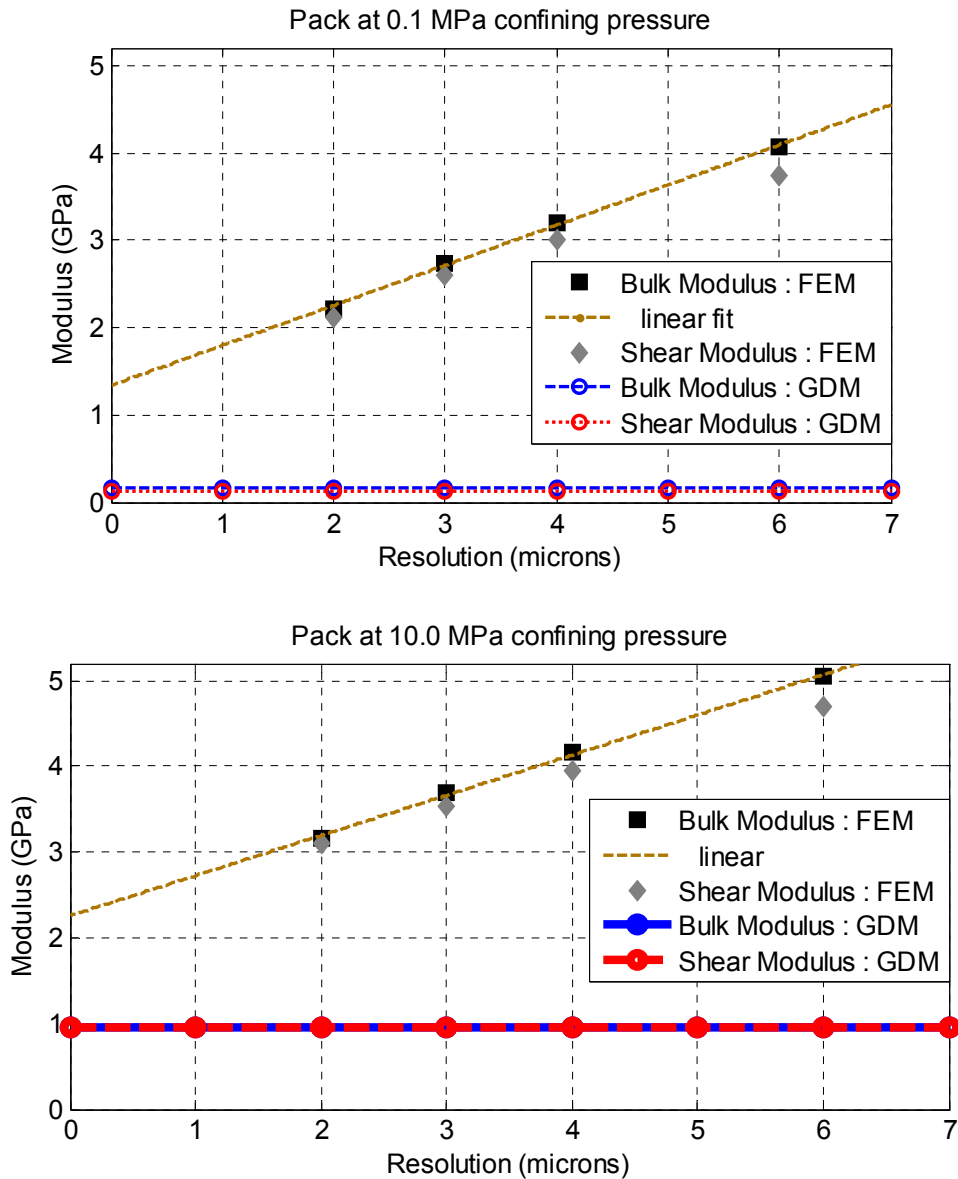 Pack at 0.1 MPa confining pressure
5
4
3
2
1
0
Modulus (GPa)
Bulk Modulus : FEM
linear fit
Shear Modulus : FEM
Bulk Modulus : GDM
Shear Modulus : GDM
0 1 2 3 4 5 6 7
Resolution (microns)
Pack at 10.0 MPa confining pressure
5
4
3
2
1
0
Modulus (GPa)
Bulk Modulus : FEM
linear
Shear Modulus : FEM
Bulk Modulus : GDM
Shear Modulus : GDM
0 1 2 3 4 5 6 7
Resolution (microns)